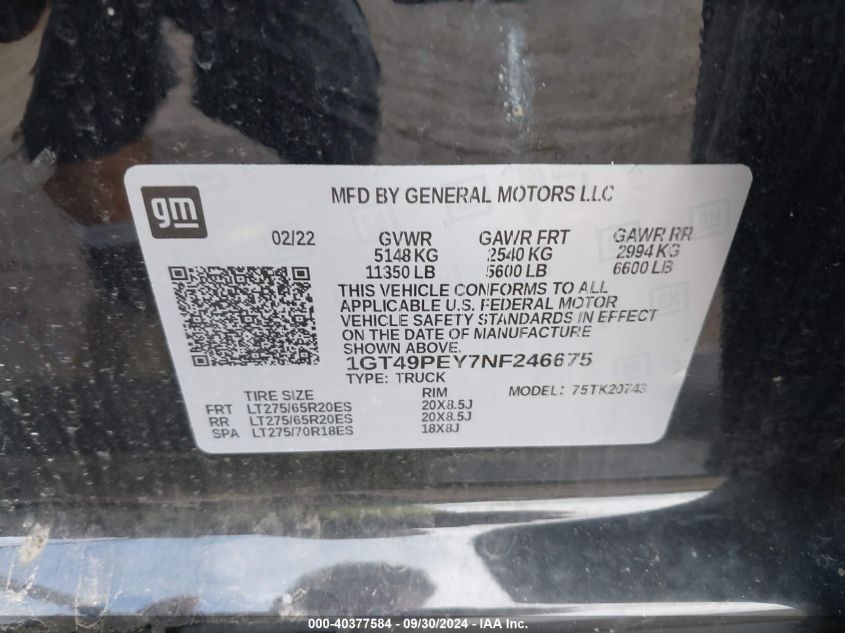 gm
MFD BY GENERAL MOTORS LLC
02/22
GVWR GAWR FRT GAWR RR
5148 KG 2540 KG 2994 KG
11350 LB 5600 LB 6600 LB
THIS VEHICLE CONFORMS TO ALL
APPLICABLE U.S. FEDERAL MOTOR
VEHICLE SAFETY STANDARDS IN EFFECT
ON THE DATE OF MANUFACTURE
SHOWN ABOVE.
1GT49PEY7NF246675
TYPE: TRUCK MODEL: 75TK20743
TIRE SIZE RIM
FRT LT275/65R20ES 20X8.5J
RR LT275/65R20ES 20X8.5J
SPA LT275/70R18ES 18X8J
000-40377584 - 09/30/2024 - IAA Inc.